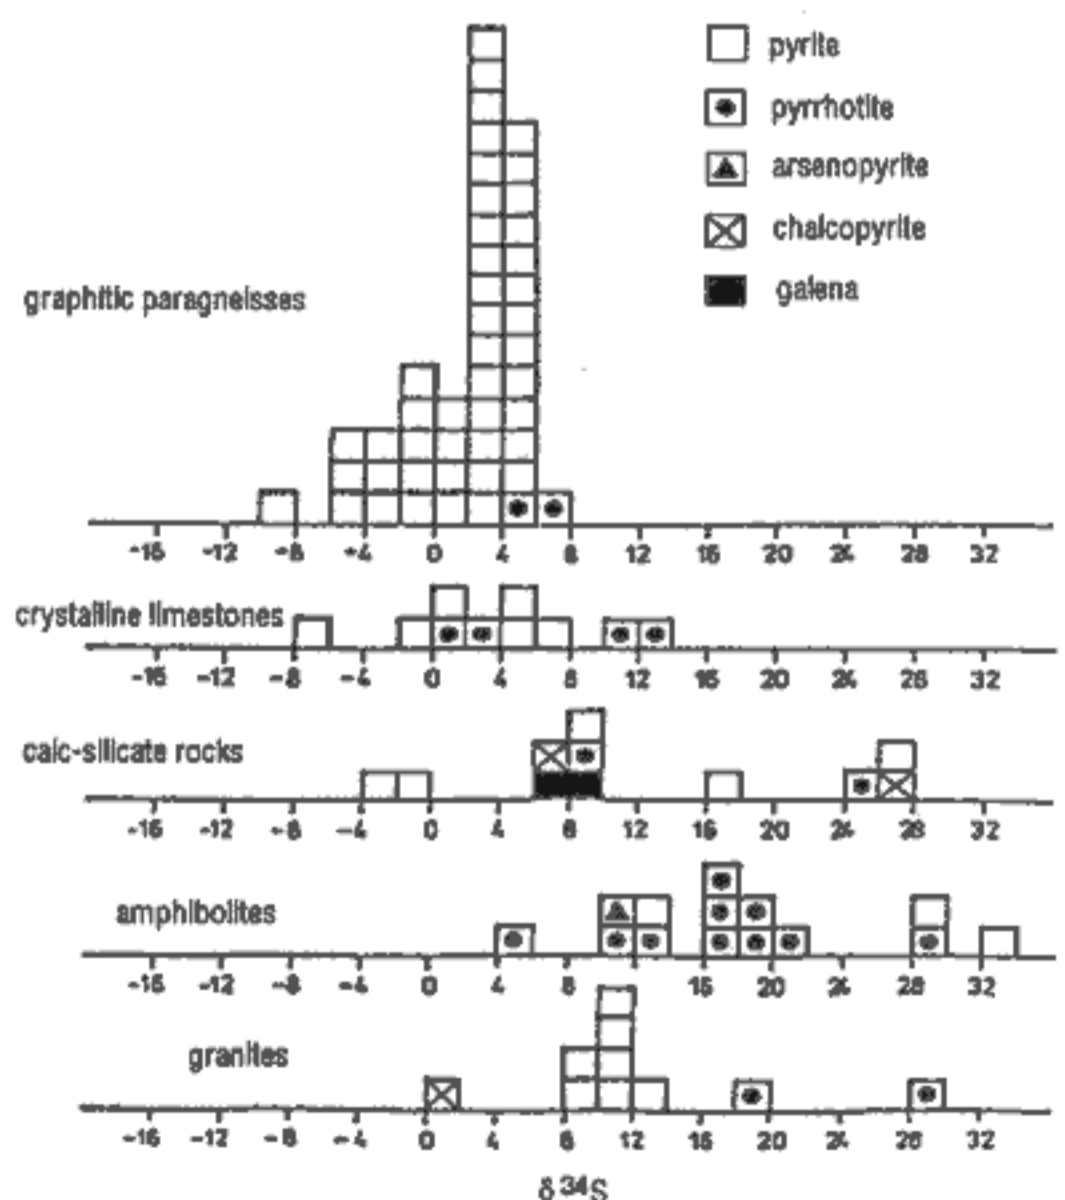 pyrite
pyrrhotite
arsenopyrite
chalcopyrite
galena
graphitic paragneisses
-16 -12 -8 -4 0 4 8 12 16 20 24 28 32
crystalline limestones
-16 -12 -8 -4 0 4 8 12 16 20 24 28 32
calc-silicate rocks
-16 -12 -8 -4 0 4 8 12 16 20 24 28 32
amphibolites
-16 -12 -8 -4 0 4 8 12 16 20 24 28 32
granites
-16 -12 -8 -4 0 4 8 12 16 20 24 28 32
δ 34S